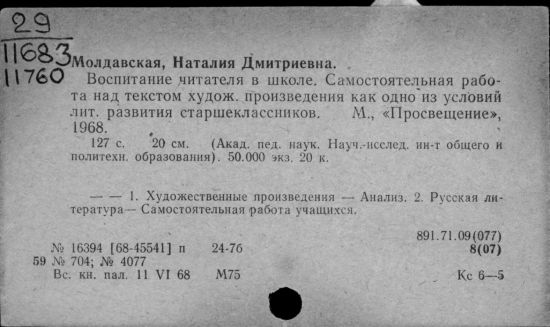 29
11683
11760
Молдавская, Наталия Дмитриевна.
Воспитание читателя в школе. Самостоятельная рабо-
та над текстом худож. произведения как одно из условий
лит. развития старшеклассников. М., «Просвещение»,
1968.
127 с. 20 см. (Акад. пед. наук. Науч.-исслед. ин-т общего и
политехн. образования). 50.000 экз. 20 к.
— — 1. Художественные произведения — Анализ. 2. Русская ли-
тература— Самостоятельная работа учащихся.
891.71.09(077)
№ 16394 [68-45541] п 24-76 8(07)
59 № 704; № 4077
Вс. кн. пал. 11 VI 68 М75 Кс 6—5